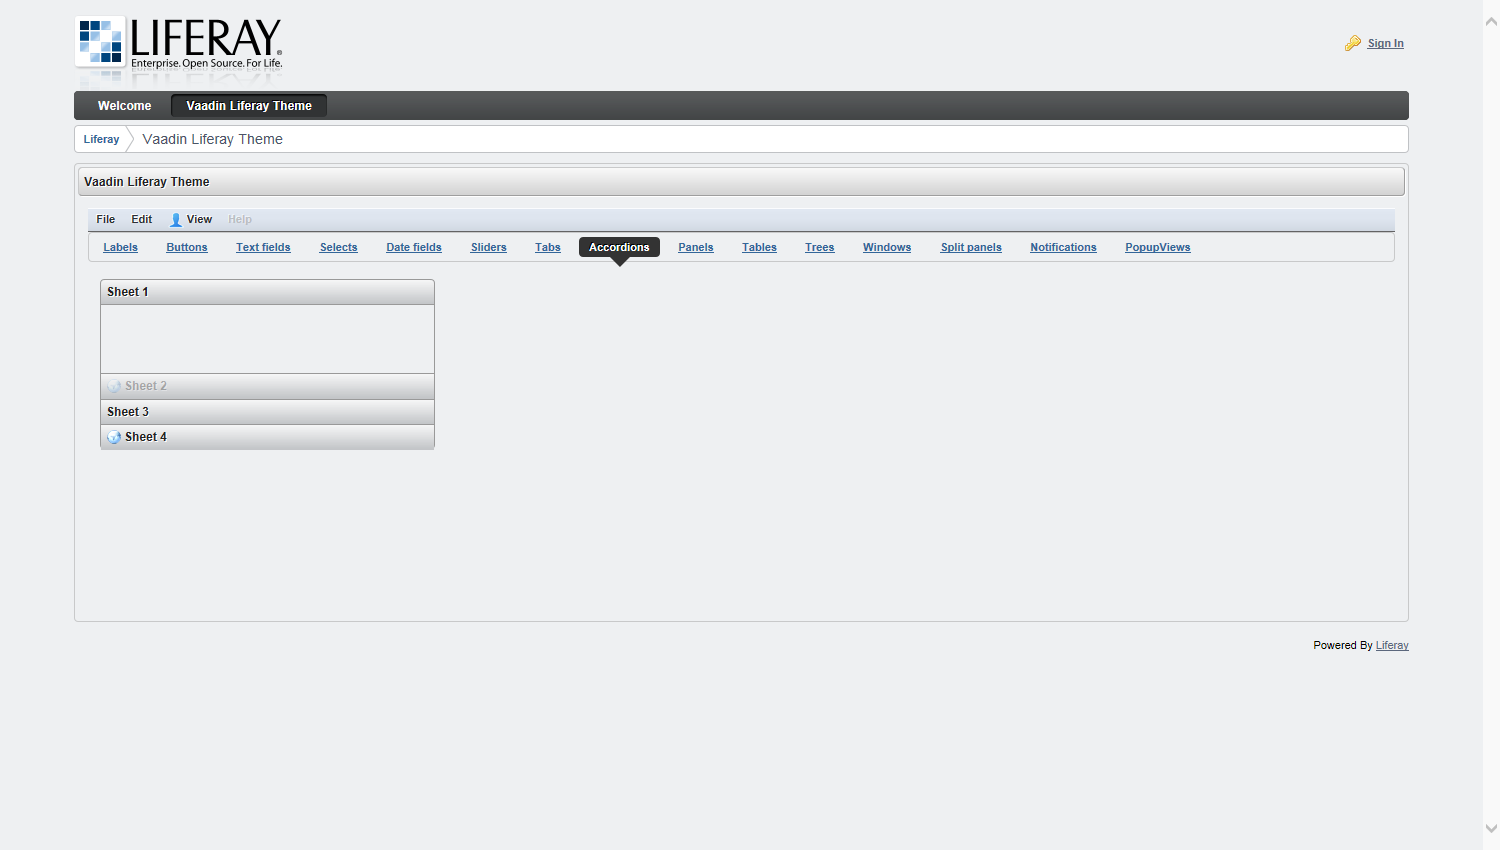 LIFERAY®
Enterprise. Open Source. For Life.
Sign In
Welcome Vaadin Liferay Theme
Liferay Vaadin Liferay Theme
Vaadin Liferay Theme
File Edit View Help
Labels Buttons Text fields Selects Date fields Sliders Tabs Accordions Panels Tables Trees Windows Split panels Notifications PopupViews
Sheet 1
Sheet 2
Sheet 3
Sheet 4
Powered By Liferay